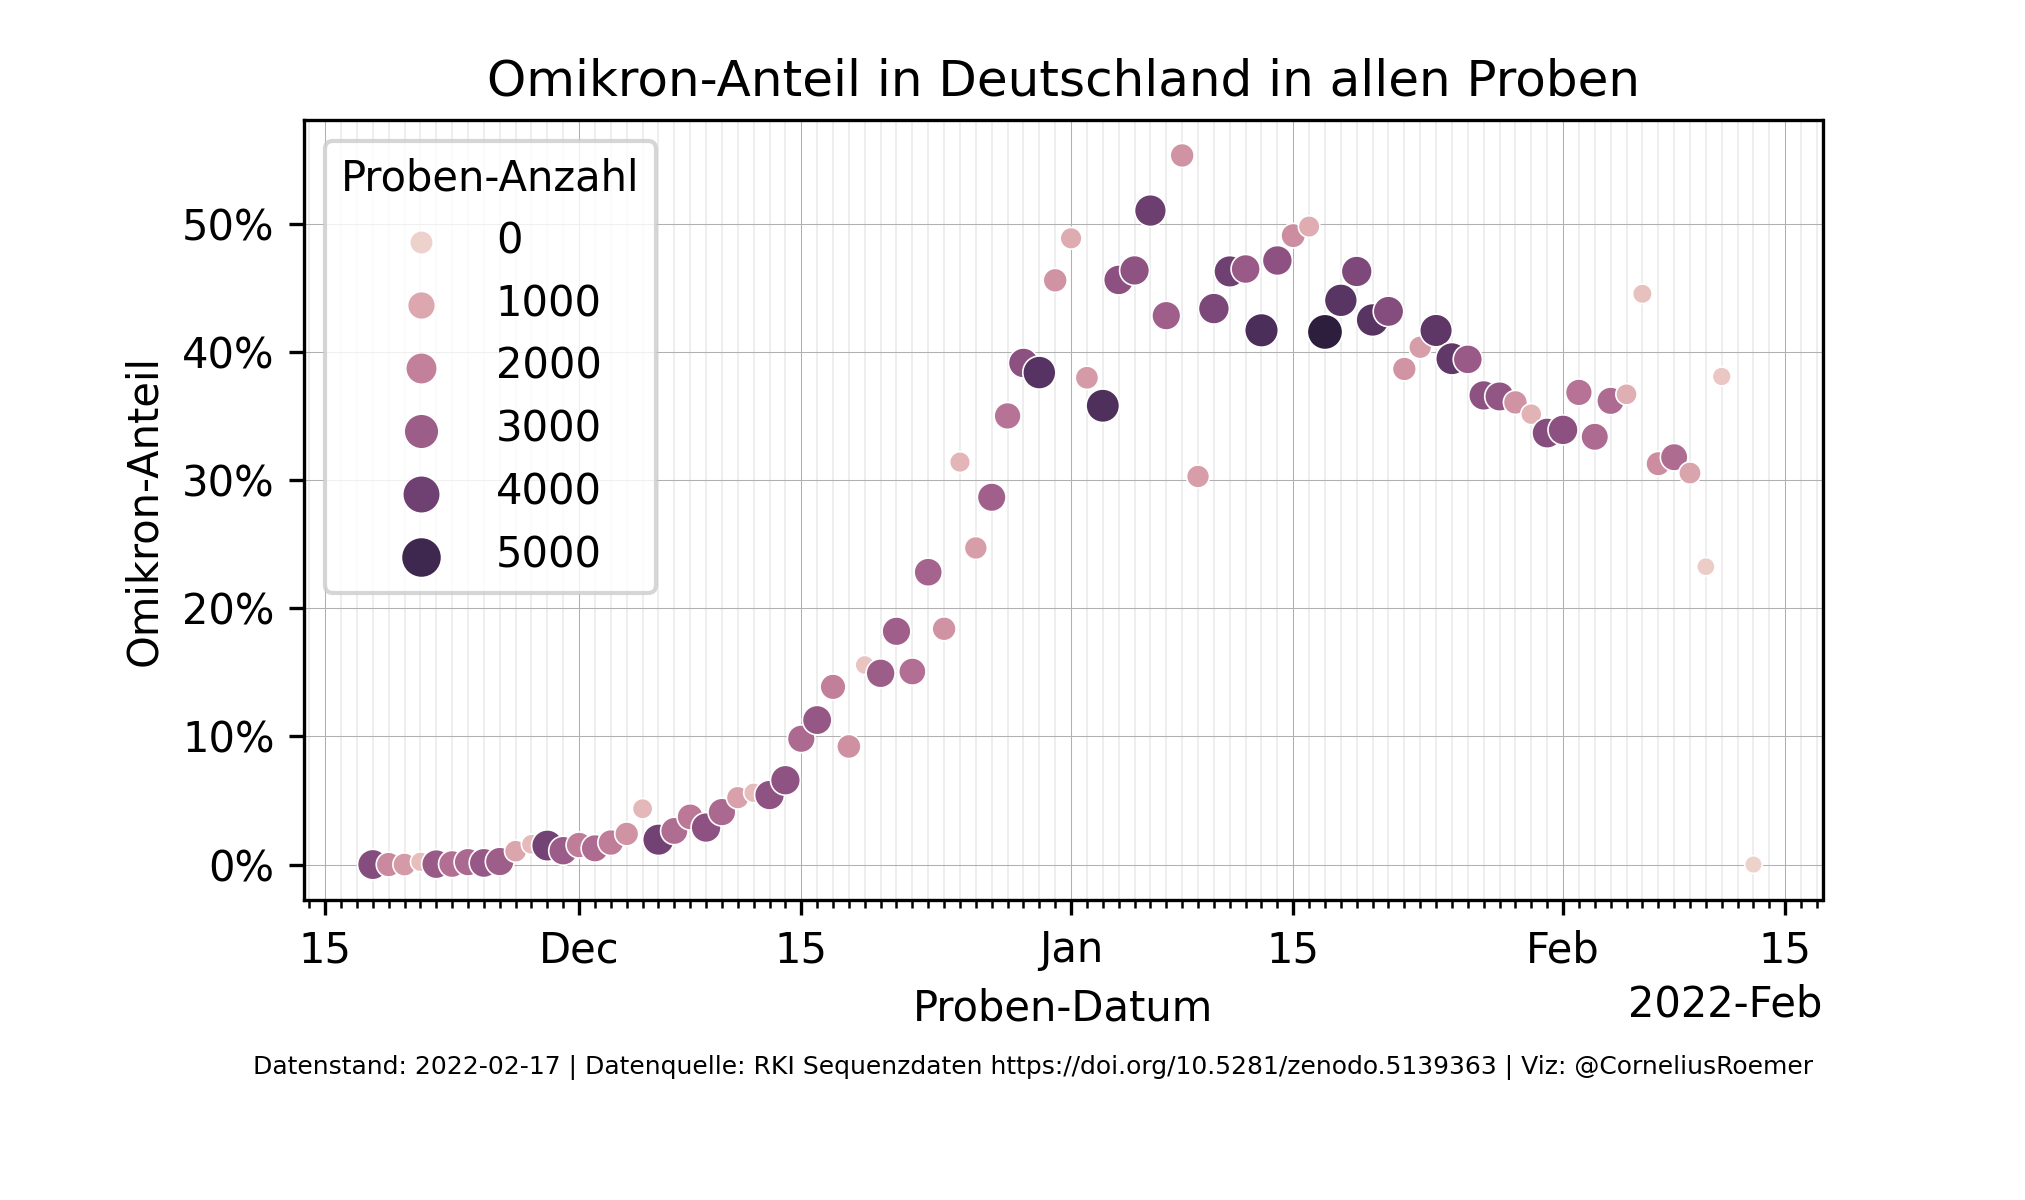 Omikron-Anteil in Deutschland in allen Proben
Proben-Anzahl
0
1000
2000
3000
4000
5000
50%
40%
30%
20%
10%
0%
Omikron-Anteil
15 Dec 15 Jan 15 Feb 15
Proben-Datum
2022-Feb
Datenstand: 2022-02-17 | Datenquelle: RKI Sequenzdaten https://doi.org/10.5281/zenodo.5139363 | Viz: @CorneliusRoemer